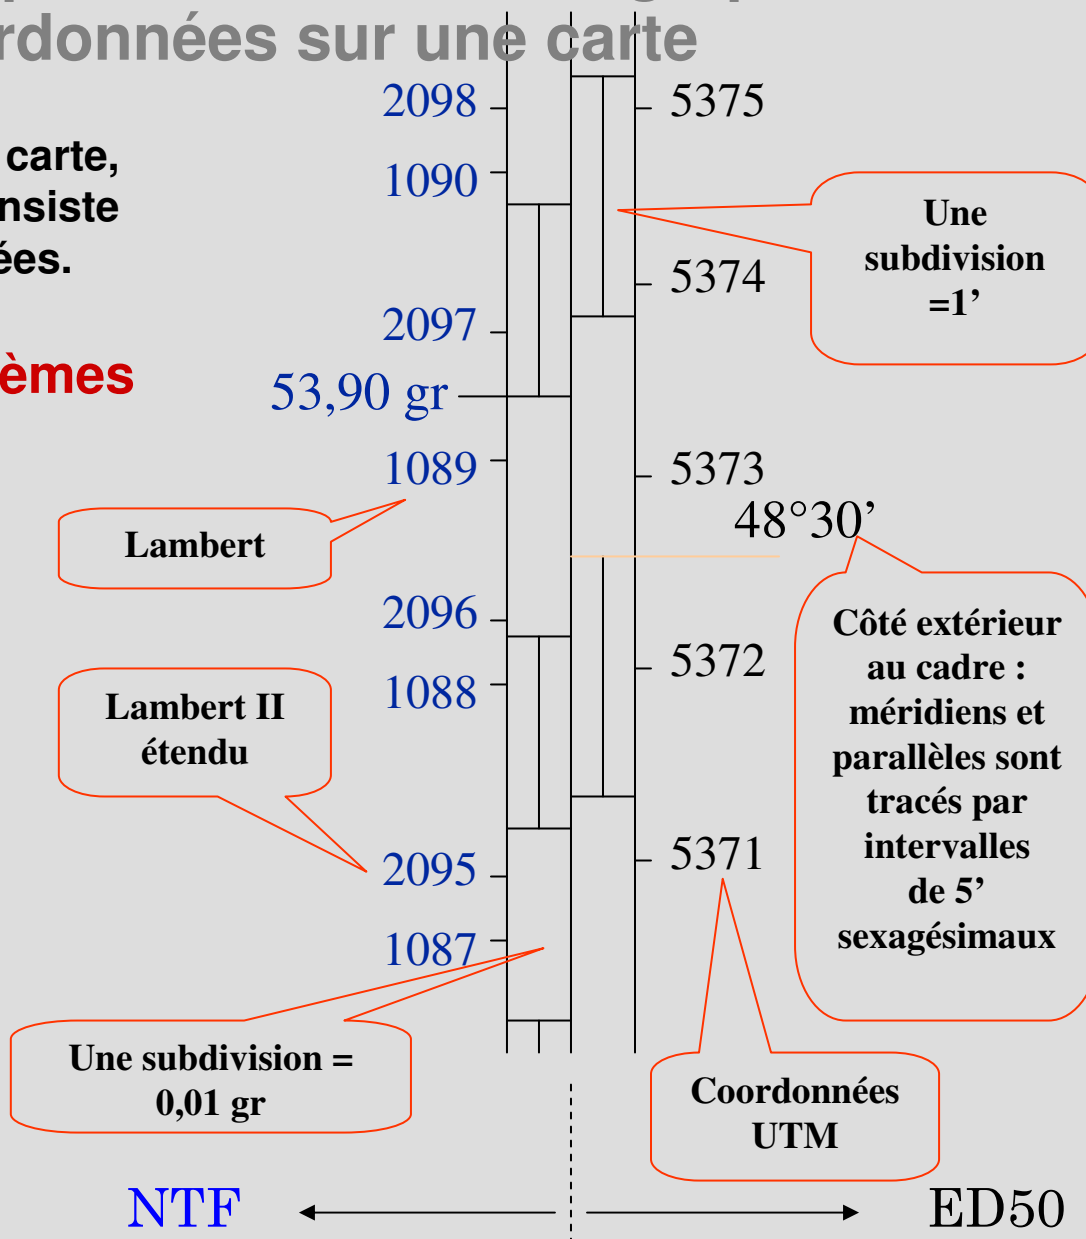 rdonnées sur une carte
carte,
nsiste
ées.
èmes
2098
1090
2097
53,90 gr
1089
Lambert
2096
1088
Lambert II
étendu
2095
1087
Une subdivision =
0,01 gr
5375
Une
subdivision
=1’
5374
5373
48°30’
5372
Côté extérieur
au cadre :
méridiens et
parallèles sont
tracés par
intervalles
de 5’
sexagésimaux
5371
Coordonnées
UTM
NTF
ED50